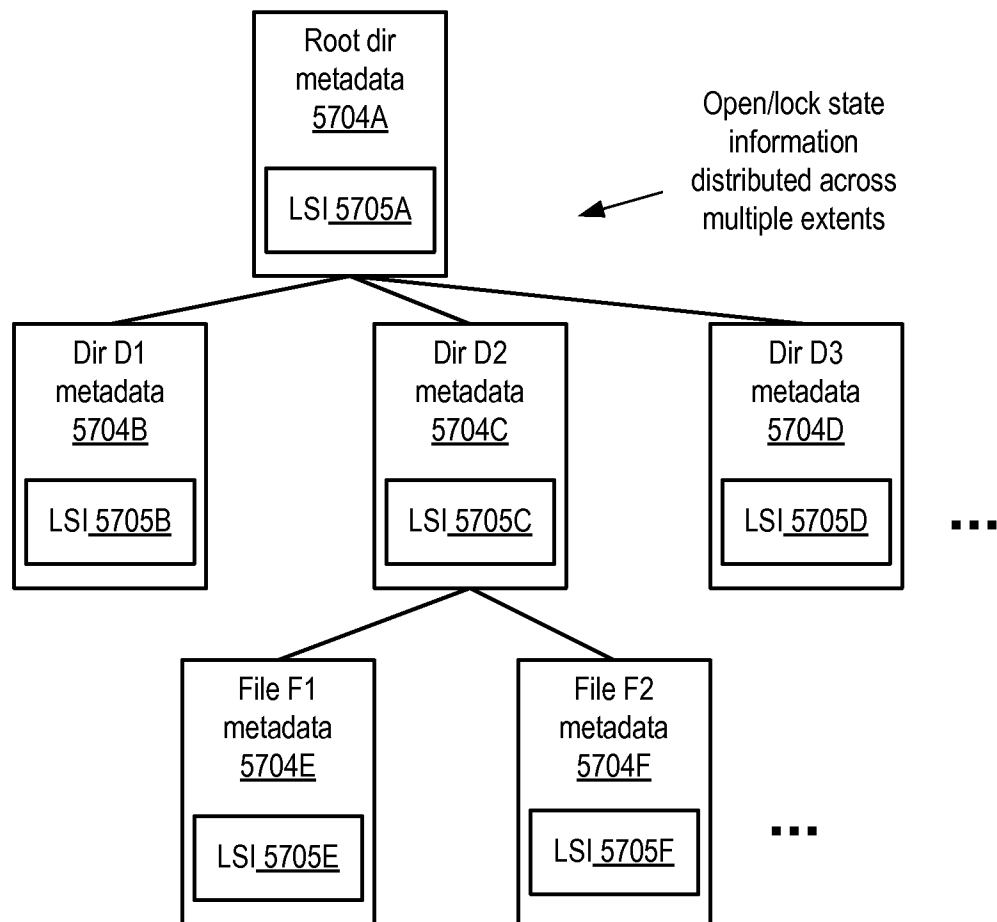 Root dir
metadata
5704A
LSI 5705A
Open/lock state
information
distributed across
multiple extents
Dir D1
metadata
5704B
LSI 5705B
Dir D2
metadata
5704C
LSI 5705C
Dir D3
metadata
5704D
LSI 5705D
...
File F1
metadata
5704E
LSI 5705E
File F2
metadata
5704F
LSI 5705F
...